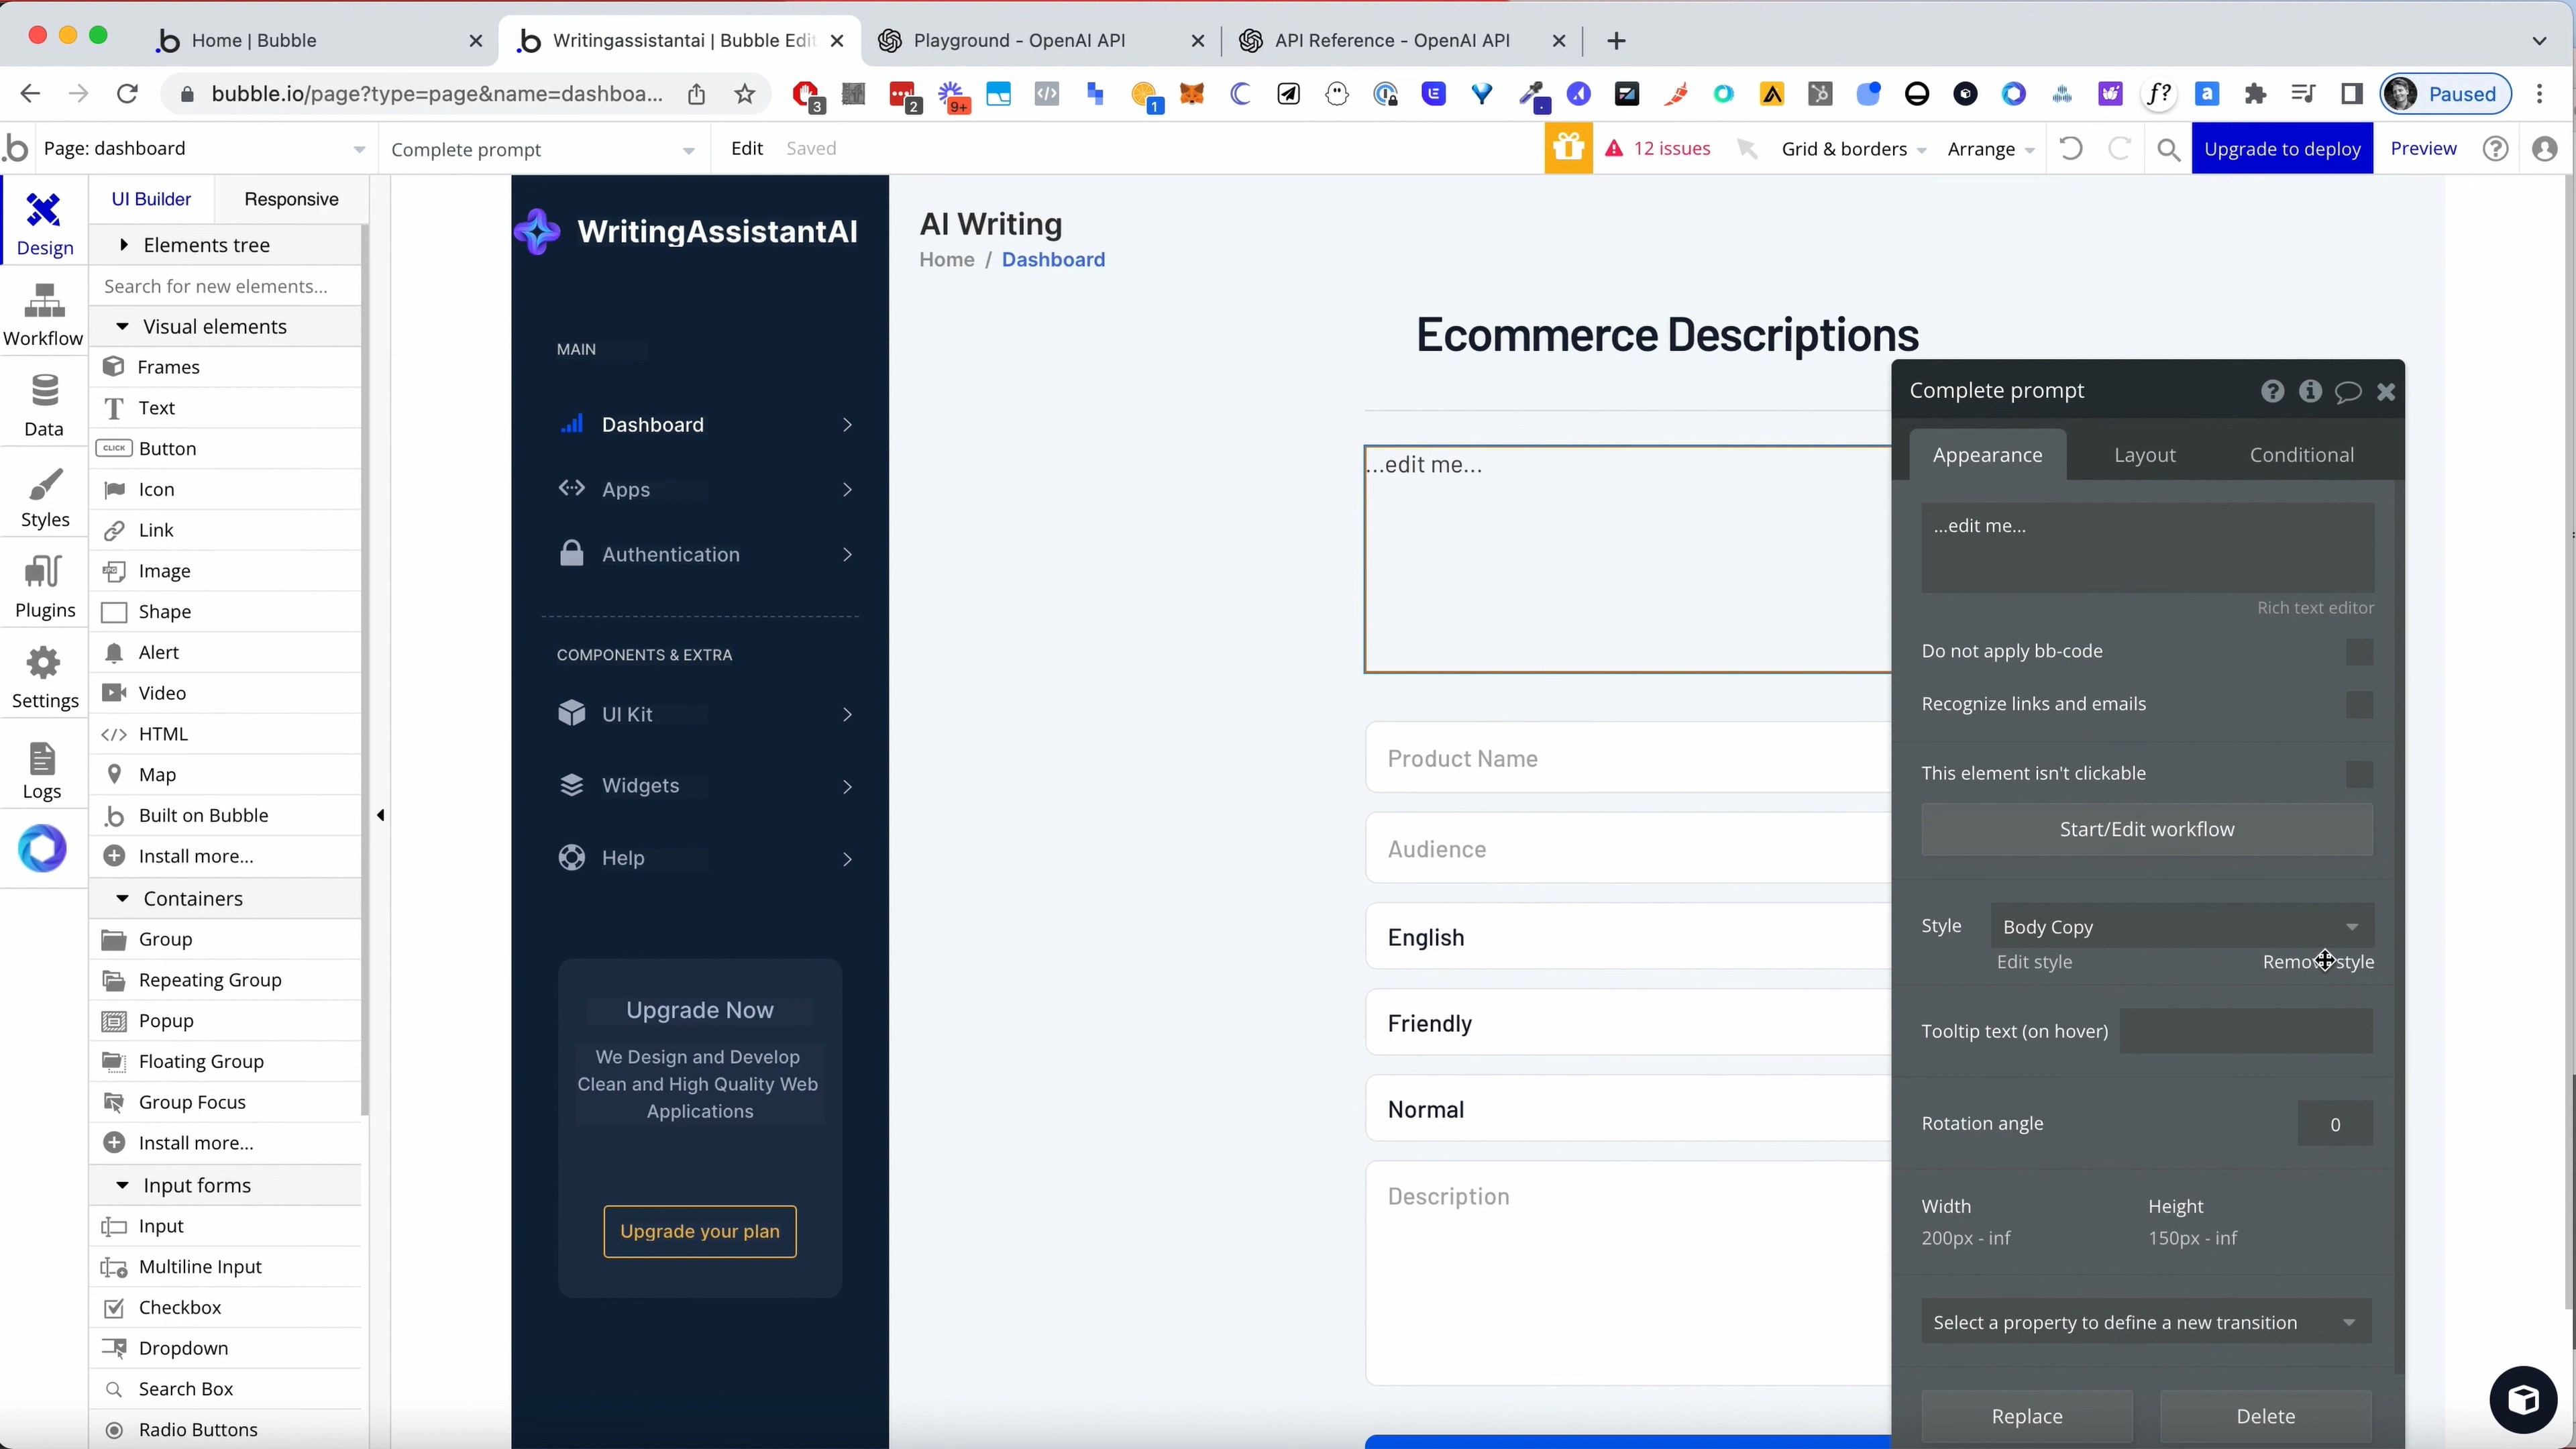 Home | Bubble
Writingassistantai | Bubble Edit
Playground - OpenAI API
API Reference - OpenAI API
bubble.io/page?type=page&name=dashboa...
3
2
9+
1
f?
a
Paused
Page: dashboard
Complete prompt
Edit
Saved
12 issues
Grid & borders
Arrange
Upgrade to deploy
Preview
Design
Workflow
Data
Styles
Plugins
Settings
Logs
UI Builder
Responsive
Elements tree
Search for new elements...
Visual elements
Frames
Text
CLICK Button
Icon
Link
Image
Shape
Alert
Video
HTML
Map
Built on Bubble
Install more...
Containers
Group
Repeating Group
Popup
Floating Group
Group Focus
Install more...
Input forms
Input
Multiline Input
Checkbox
Dropdown
Search Box
Radio Buttons
WritingAssistantAI
MAIN
Dashboard
Apps
Authentication
COMPONENTS & EXTRA
UI Kit
Widgets
Help
Upgrade Now
We Design and Develop
Clean and High Quality Web
Applications
Upgrade your plan
AI Writing
Home / Dashboard
Ecommerce Descriptions
...edit me...
Product Name
Audience
English
Friendly
Normal
Description
Complete prompt
Appearance
Layout
Conditional
...edit me...
Rich text editor
Do not apply bb-code
Recognize links and emails
This element isn't clickable
Start/Edit workflow
Style
Body Copy
Edit style
Remove style
Tooltip text (on hover)
Rotation angle
0
Width
Height
200px - inf
150px - inf
Select a property to define a new transition
Replace
Delete